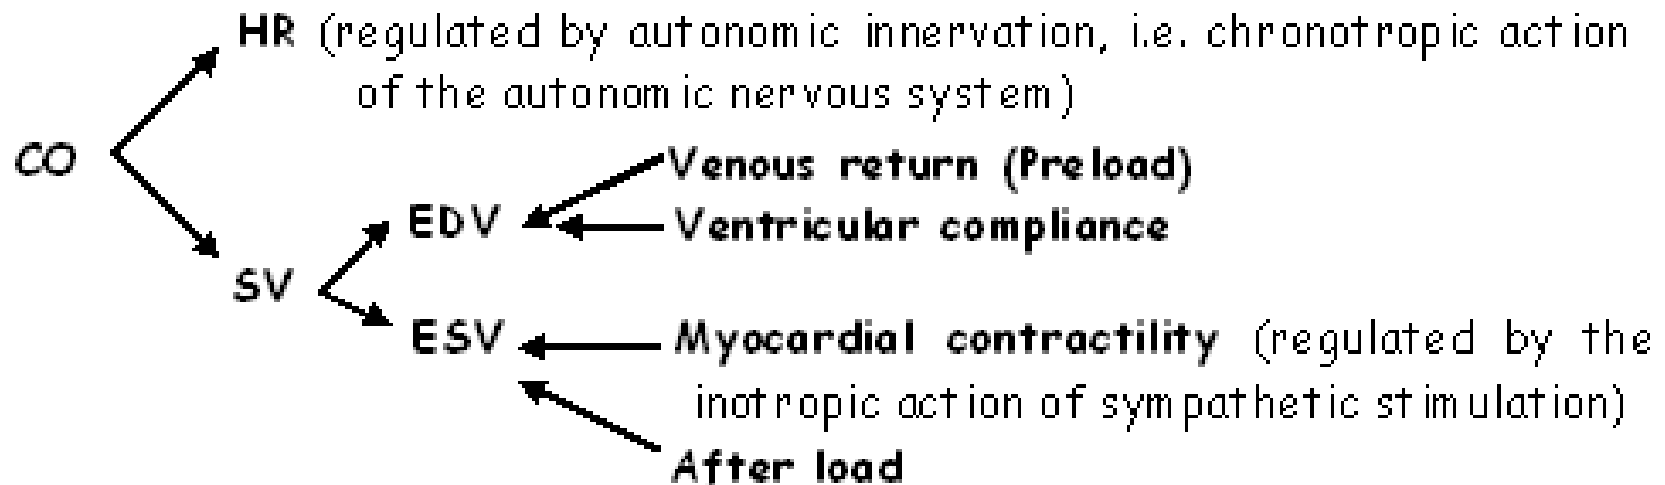 HR (regulated by autonomic innervation, i.e. chronotropic action
of the autonomic nervous system)
CO
Venous return (Preload)
EDV
Ventricular compliance
SV
ESV
Myocardial contractility (regulated by the
inotropic action of sympathetic stimulation)
After load